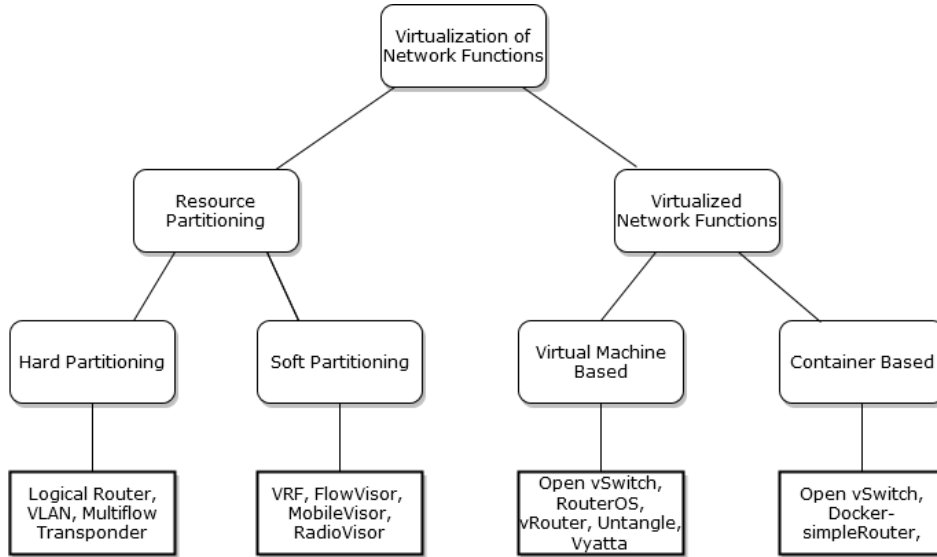 Virtualization of
Network Functions
Resource
Partitioning
Virtualized
Network Functions
Hard Partitioning
Soft Partitioning
Virtual Machine
Based
Container Based
Logical Router,
VLAN, Multiflow
Transponder
VRF, FlowVisor,
MobileVisor,
RadioVisor
Open vSwitch,
RouterOS,
vRouter, Untangle,
Vyatta
Open vSwitch,
Docker-
simpleRouter,